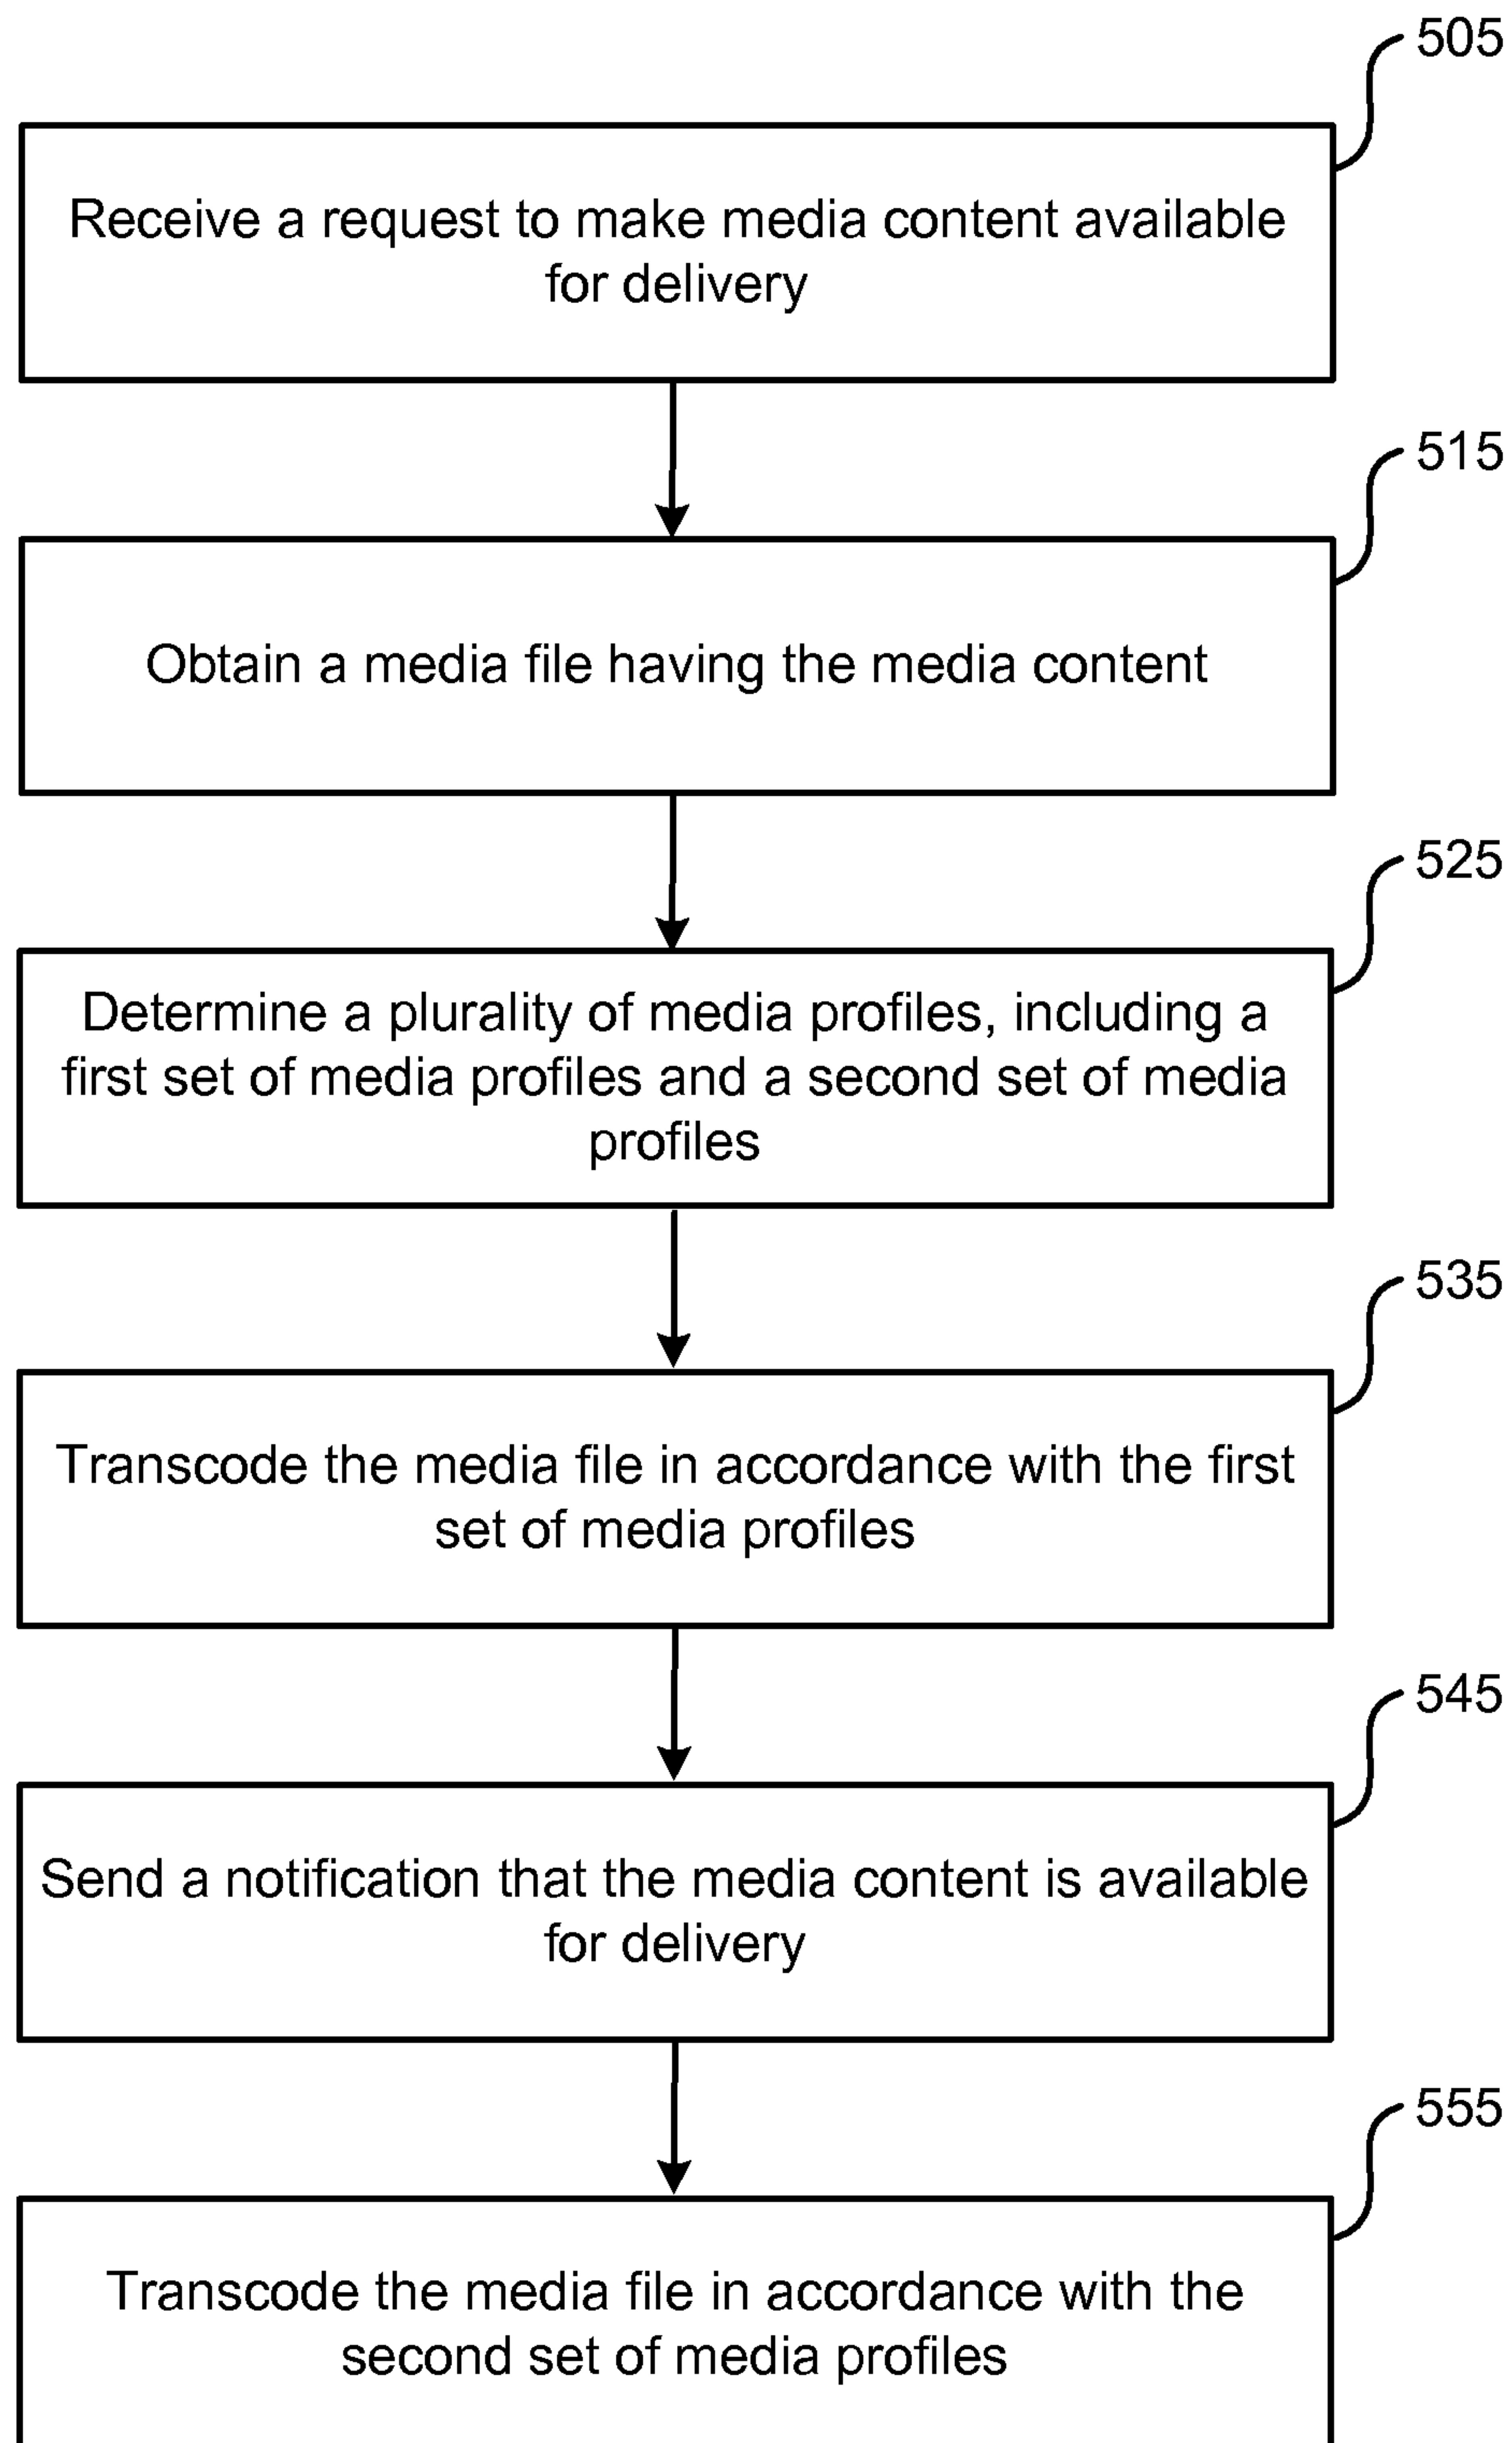 505
Receive a request to make media content available
for delivery
515
Obtain a media file having the media content
525
Determine a plurality of media profiles, including a
first set of media profiles and a second set of media
profiles
535
Transcode the media file in accordance with the first
set of media profiles
545
Send a notification that the media content is available
for delivery
555
Transcode the media file in accordance with the
second set of media profiles